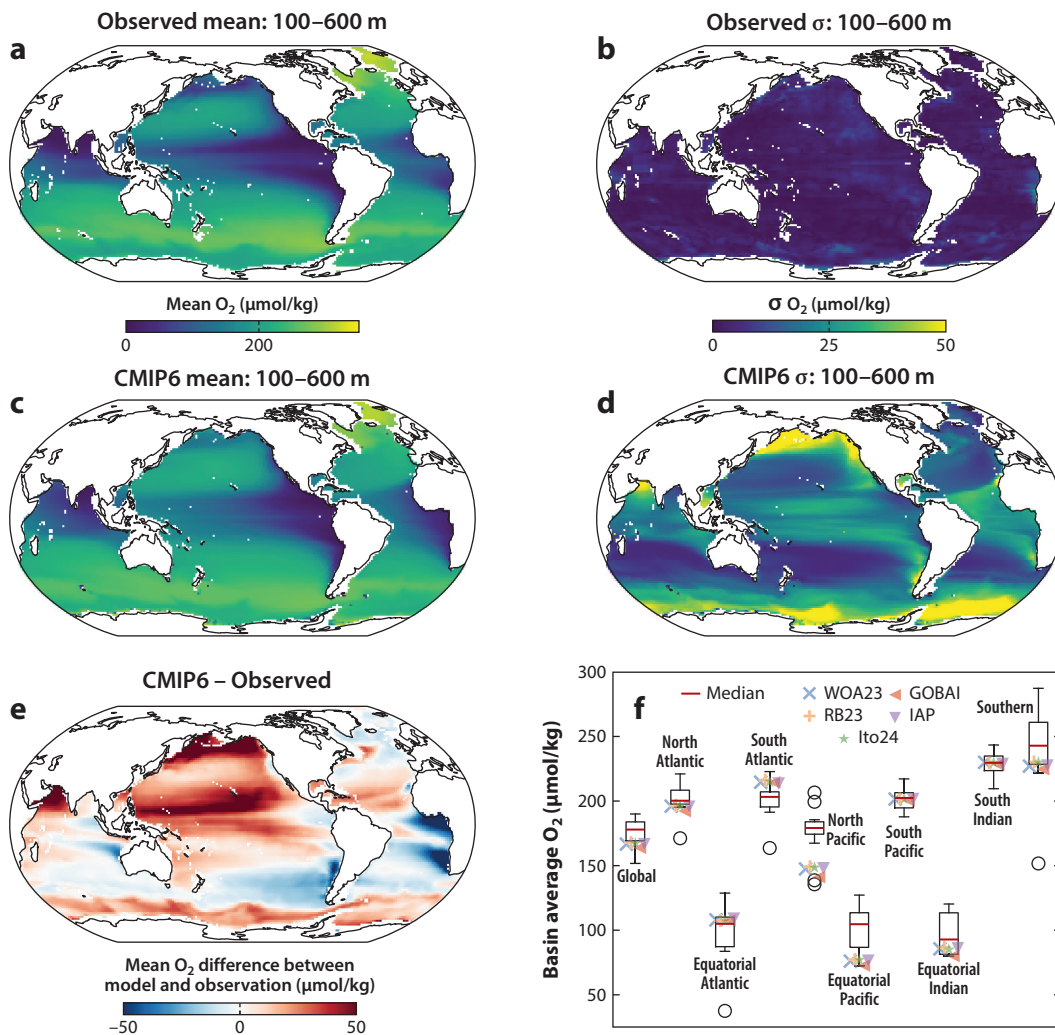 Observed mean: 100–600 m
a
Mean O₂ (μmol/kg)
0
200
Observed σ: 100–600 m
b
σ O₂ (μmol/kg)
0
25
50
CMIP6 mean: 100–600 m
c
CMIP6 σ: 100–600 m
d
CMIP6 – Observed
e
Mean O₂ difference between
model and observation (μmol/kg)
–50
0
50
f
Basin average O₂ (μmol/kg)
300
250
200
150
100
50
Median
WOA23
GOBAI
RB23
IAP
Ito24
Global
North
Atlantic
Equatorial
Atlantic
South
Atlantic
North
Pacific
Equatorial
Pacific
South
Pacific
Equatorial
Indian
South
Indian
Southern